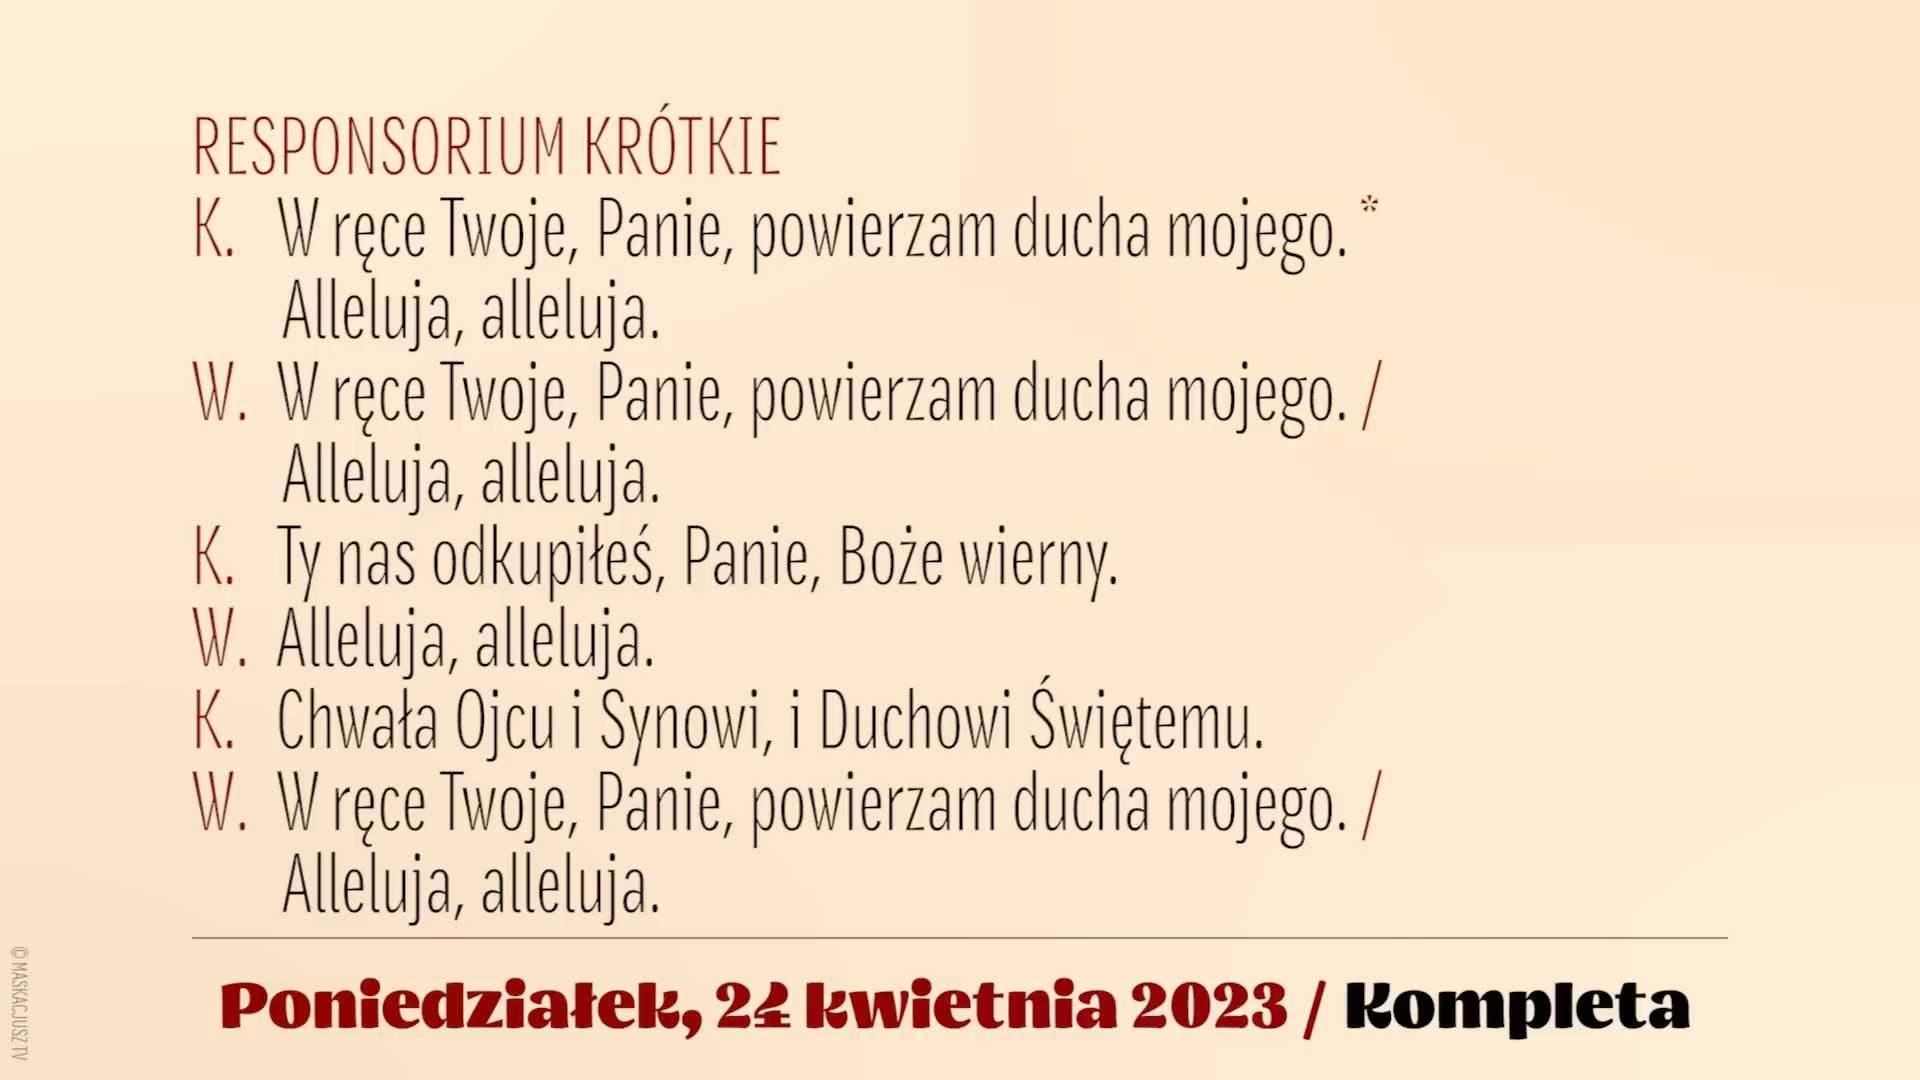 RESPONSORIUM KRÓTKIE
K. W ręce Twoje, Panie, powierzam ducha mojego. *
Alleluja, alleluja.
W. W ręce Twoje, Panie, powierzam ducha mojego. /
Alleluja, alleluja.
K. Ty nas odkupiłeś, Panie, Boże wierny.
W. Alleluja, alleluja.
K. Chwała Ojcu i Synowi, i Duchowi Świętemu.
W. W ręce Twoje, Panie, powierzam ducha mojego. /
Alleluja, alleluja.
Poniedziałek, 24 kwietnia 2023 / Kompleta
© MASKACJUSZ TV